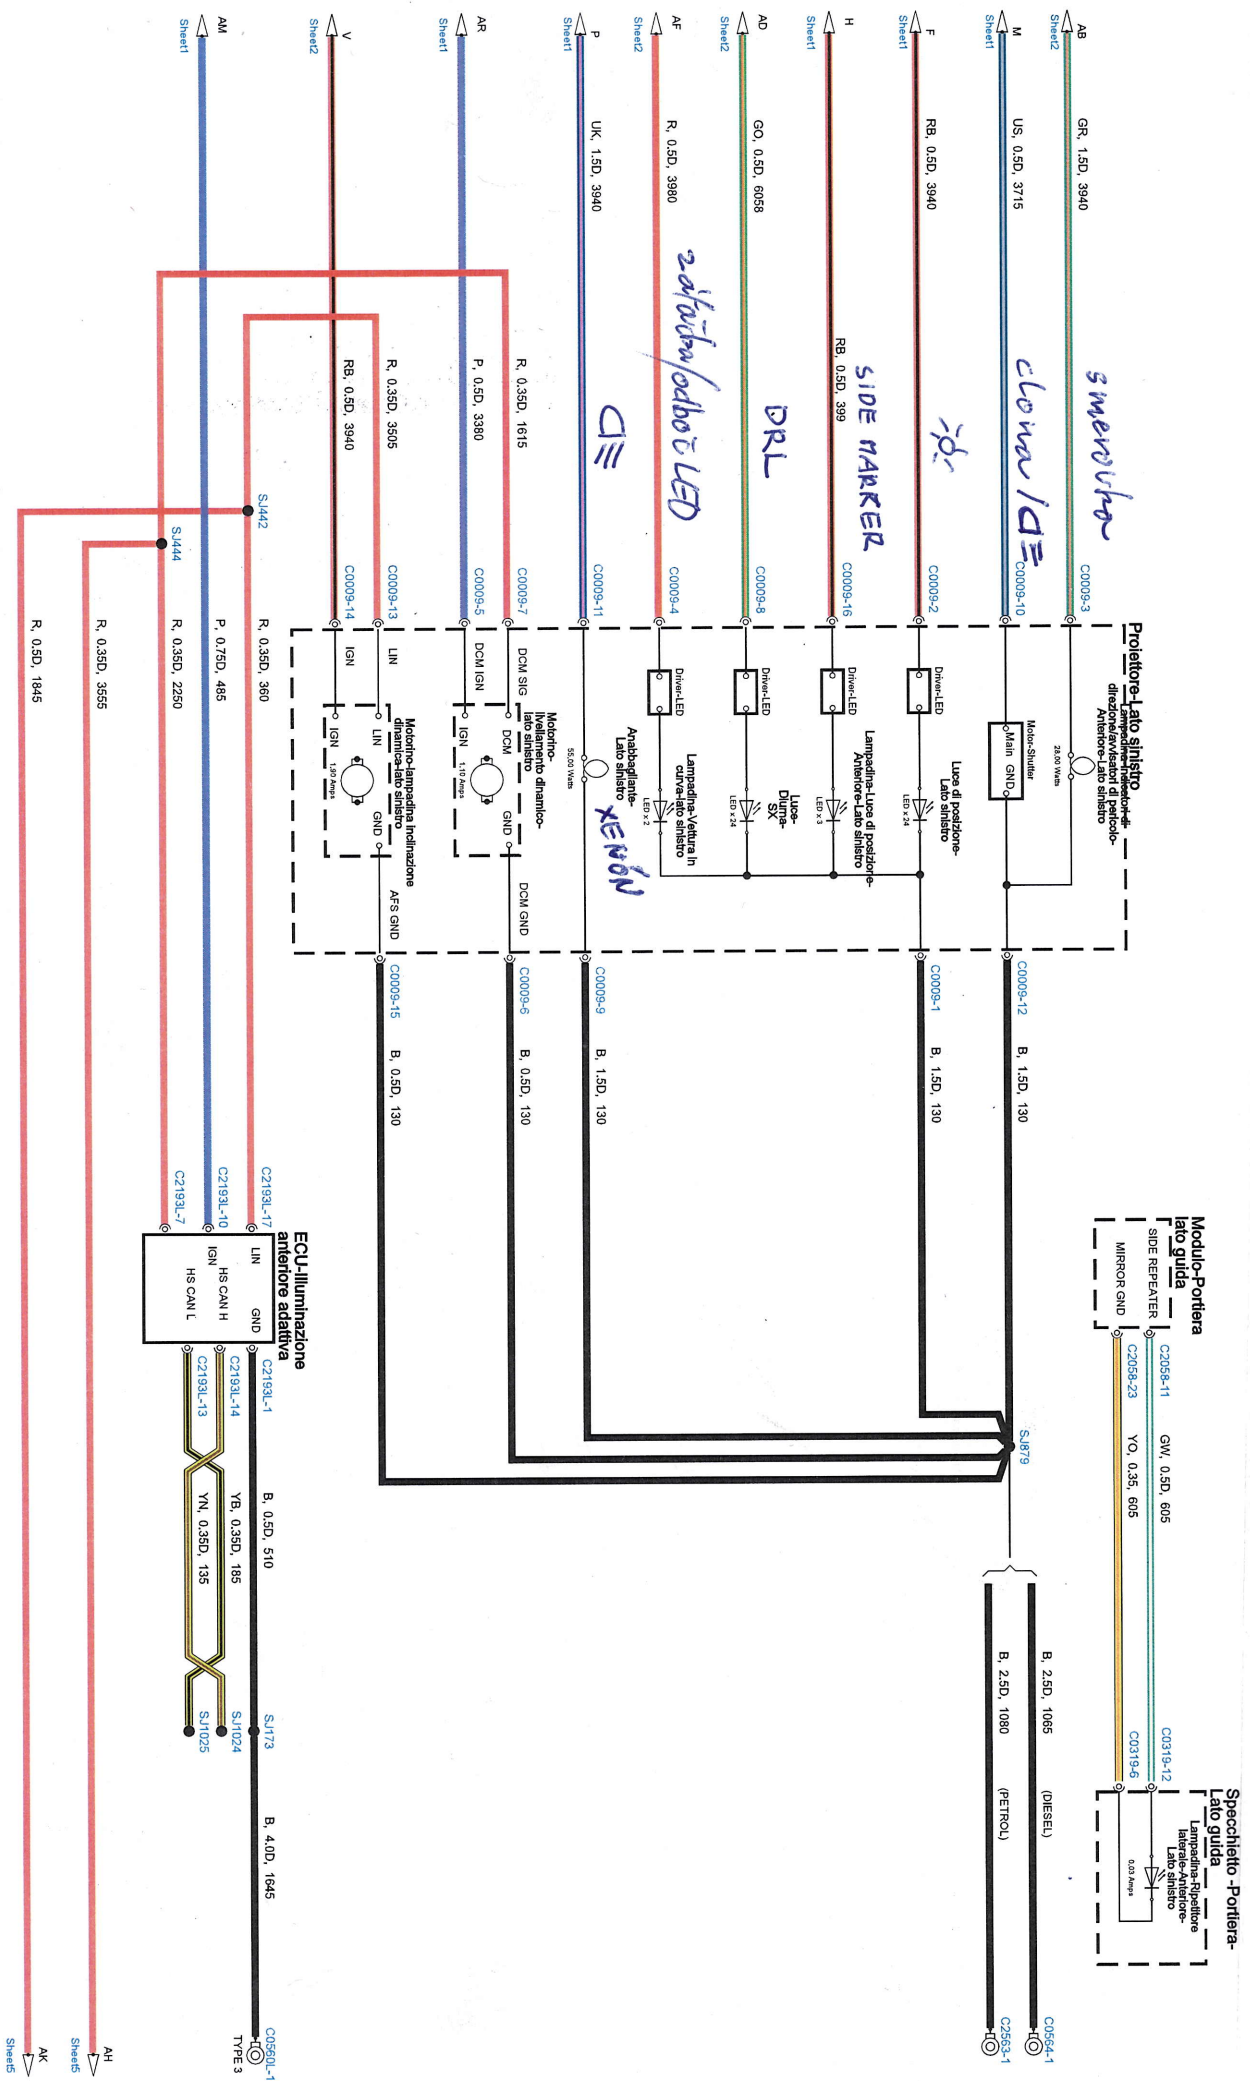 AB
Sheet2
GR, 1.5D, 3940
smerovka
C0009-3
M
Sheet1
US, 0.5D, 3715
clona /
C0009-10
F
Sheet1
RB, 0.5D, 3940
C0009-2
H
Sheet1
RB, 0.5D, 399
SIDE MARKER
C0009-16
AD
Sheet2
GO, 0.5D, 6058
DRL
C0009-8
AF
Sheet2
R, 0.5D, 3980
LED
C0009-4
P
Sheet1
UK, 1.5D, 3940
C0009-11
AR
Sheet1
R, 0.35D, 1615
C0009-7
P, 0.5D, 3380
C0009-5
V
Sheet2
R, 0.35D, 3505
C0009-13
RB, 0.5D, 3940
C0009-14
AM
Sheet1
SJ442
SJ444
R, 0.35D, 360
P, 0.75D, 485
R, 0.35D, 2250
R, 0.35D, 3555
R, 0.5D, 1845
Proiettore-Lato sinistro
Lampadina-Indicatori di
direzione/avvisatori di pericolo-
Anteriore-Lato sinistro
28,00 Watts
Motor-Shutter
Main GND
Driver-LED
Luce di posizione-
Lato sinistro
LED x 24
Driver-LED
Lampadina-Luce di posizione-
Anteriore-Lato sinistro
LED x 3
Driver-LED
Luce-
Diurna-
SX
LED x 24
Driver-LED
Lampadina-Vettura in
curva-lato sinistro
LED x 2
Anabbagliante-
Lato sinistro
55,00 Watts
XENÓN
Motorino-
livellamento dinamico-
lato sinistro
DCM SIG
DCM
GND
DCM GND
DCM IGN
IGN
1,10 Amps
Motorino-lampadina inclinazione
dinamica-lato sinistro
LIN
LIN
GND
AFS GND
IGN
IGN
1,90 Amps
C0009-12
B, 1.5D, 130
C0009-1
B, 1.5D, 130
C0009-9
B, 1.5D, 130
C0009-6
B, 0.5D, 130
C0009-15
B, 0.5D, 130
SJ879
B, 2.5D, 1065
(DIESEL)
C0564-1
B, 2.5D, 1080
(PETROL)
C2563-1
Modulo-Portiera
lato guida
SIDE REPEATER
MIRROR GND
C2058-11
GW, 0.5D, 605
C0319-12
C2058-23
YO, 0.35, 605
C0319-6
Specchietto -Portiera-
Lato guida
Lampadina-Ripetitore
laterale-Anteriore-
Lato sinistro
0,03 Amps
ECU-Illuminazione
anteriore adattiva
C2193L-17
C2193L-10
C2193L-7
LIN
GND
IGN
HS CAN H
HS CAN L
C2193L-1
B, 0.5D, 510
SJ173
B, 4.0D, 1645
C0560L-1
TYPE 3
C2193L-14
YB, 0.35D, 185
SJ1024
C2193L-13
YN, 0.35D, 135
SJ1025
AH
Sheet5
AK
Sheet5